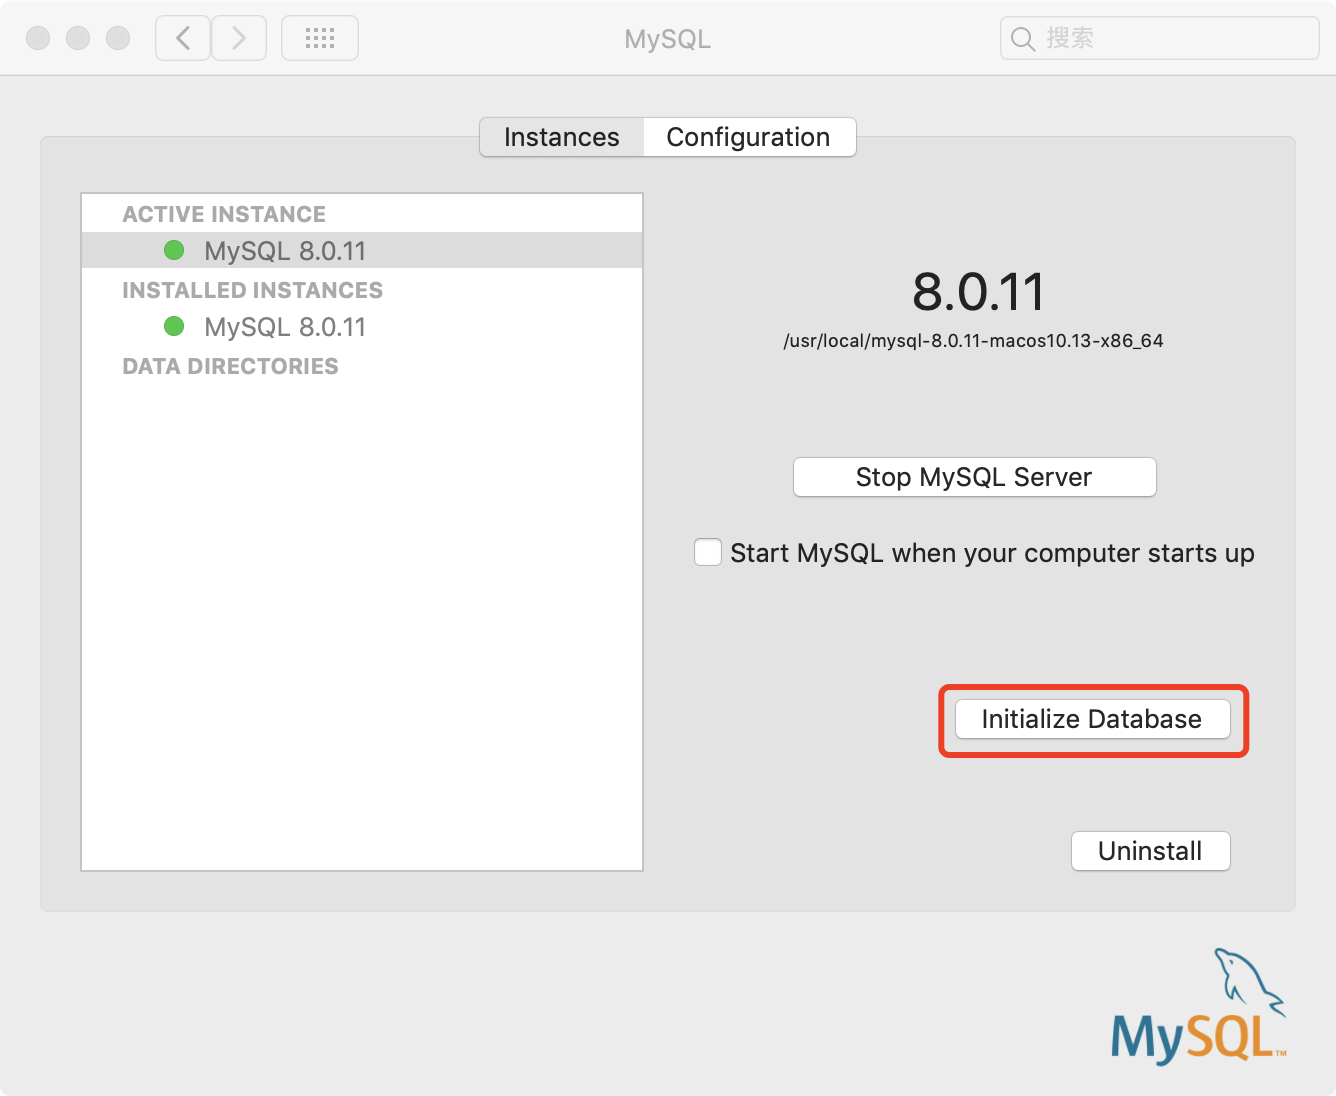 MySQL
搜索
Instances
Configuration
ACTIVE INSTANCE
MySQL 8.0.11
INSTALLED INSTANCES
MySQL 8.0.11
DATA DIRECTORIES
8.0.11
/usr/local/mysql-8.0.11-macos10.13-x86_64
Stop MySQL Server
Start MySQL when your computer starts up
Initialize Database
Uninstall
MySQL™